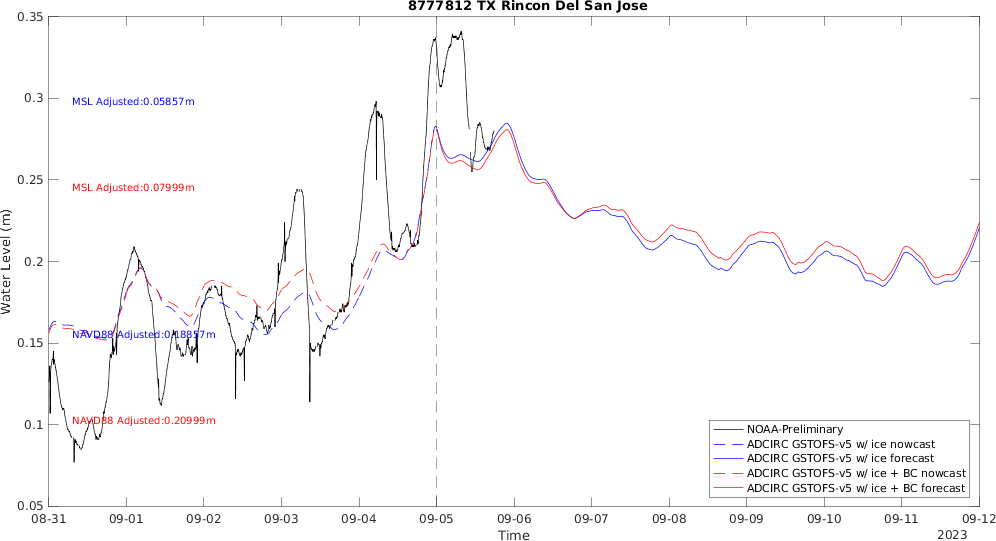 8777812 TX Rincon Del San Jose
Water Level (m)
0.35
0.3
0.25
0.2
0.15
0.1
0.05
MSL Adjusted:0.05857m
MSL Adjusted:0.07999m
NAVD88 Adjusted:0.18857m
NAVD88 Adjusted:0.20999m
NOAA-Preliminary
ADCIRC GSTOFS-v5 w/ ice nowcast
ADCIRC GSTOFS-v5 w/ ice forecast
ADCIRC GSTOFS-v5 w/ ice + BC nowcast
ADCIRC GSTOFS-v5 w/ ice + BC forecast
08-31 09-01 09-02 09-03 09-04 09-05 09-06 09-07 09-08 09-09 09-10 09-11 09-12
Time
2023